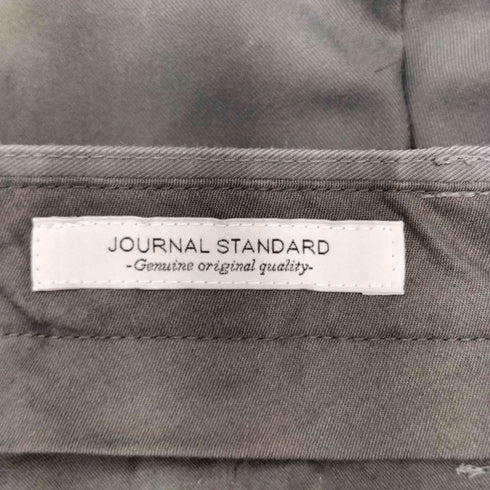 JOURNAL STANDARD
-Genuine original quality-